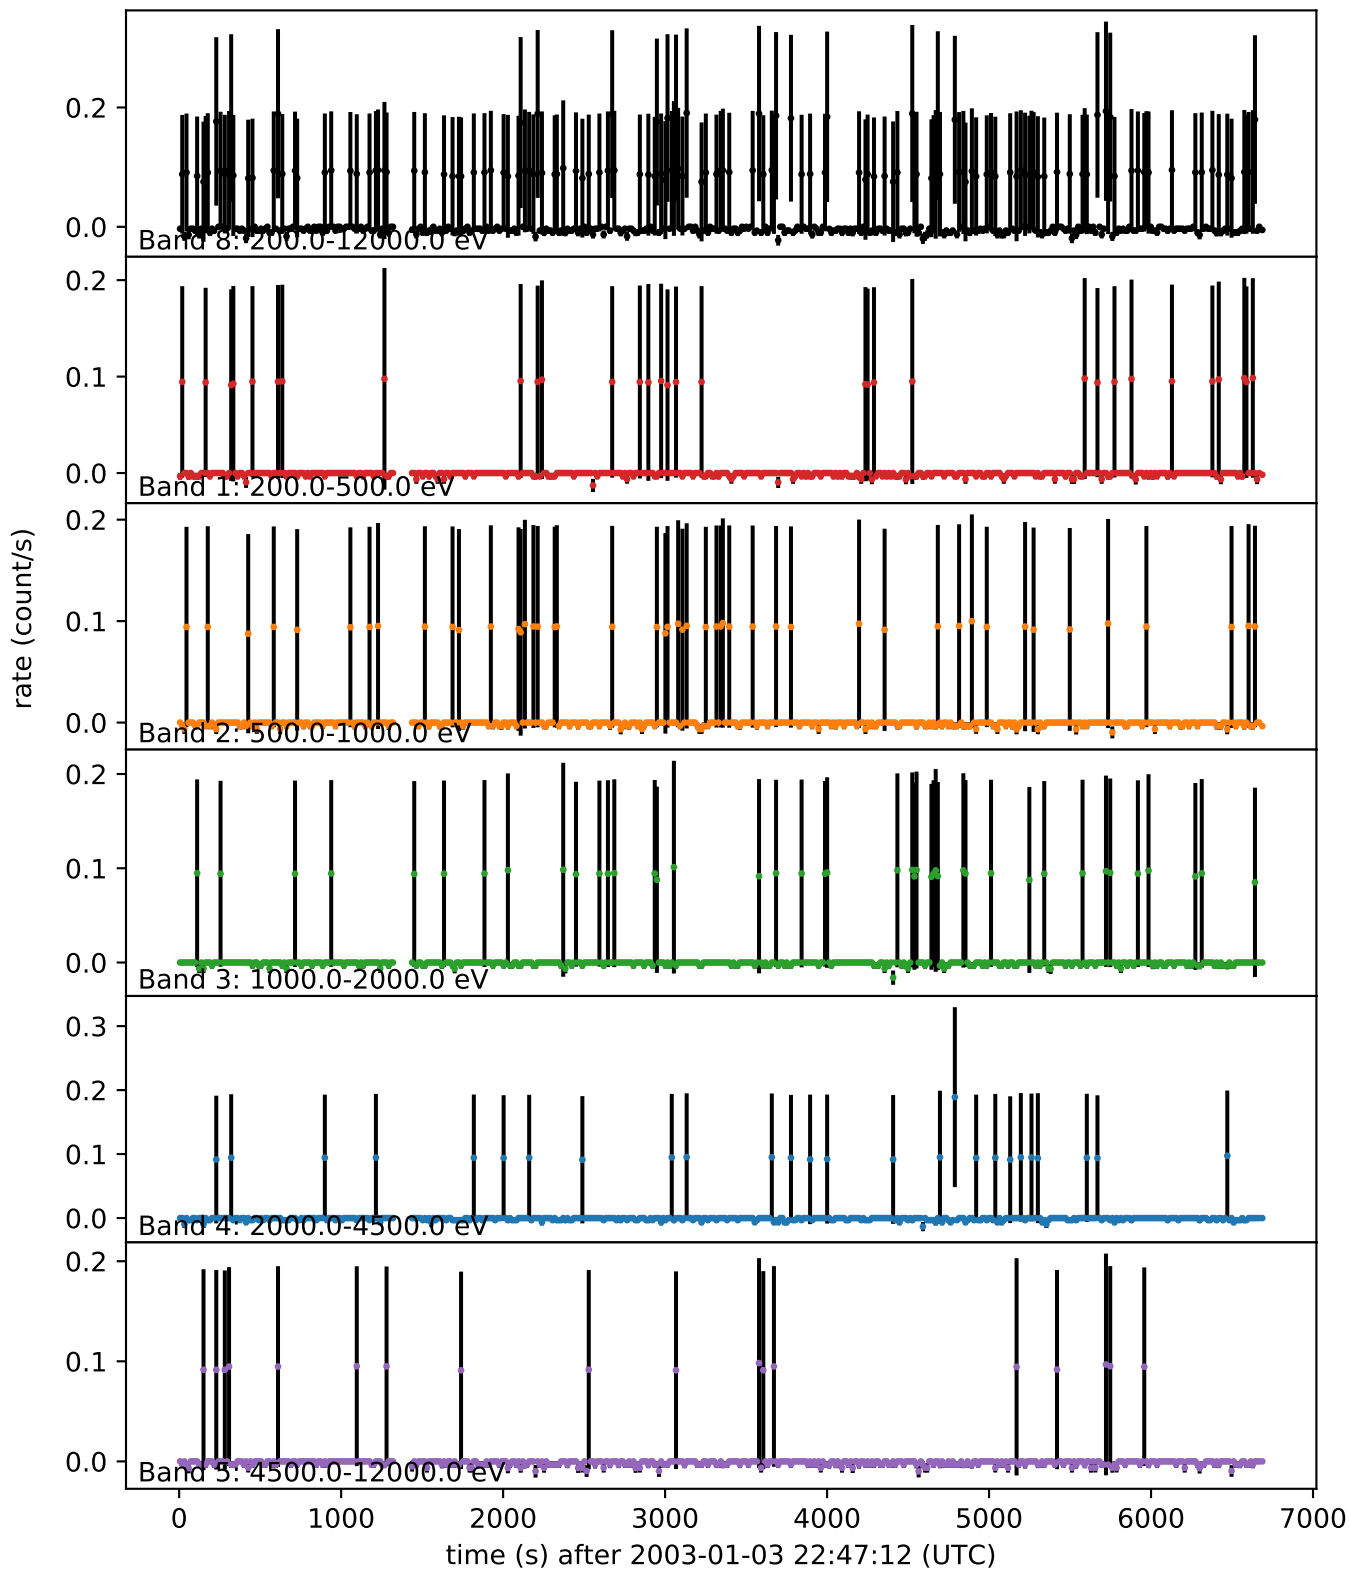 0.2
0.0
Band 8: 200.0-12000.0 eV
0.2
0.1
0.0
Band 1: 200.0-500.0 eV
0.2
0.1
0.0
Band 2: 500.0-1000.0 eV
0.2
0.1
0.0
Band 3: 1000.0-2000.0 eV
0.3
0.2
0.1
0.0
Band 4: 2000.0-4500.0 eV
0.2
0.1
0.0
Band 5: 4500.0-12000.0 eV
rate (count/s)
0 1000 2000 3000 4000 5000 6000 7000
time (s) after 2003-01-03 22:47:12 (UTC)